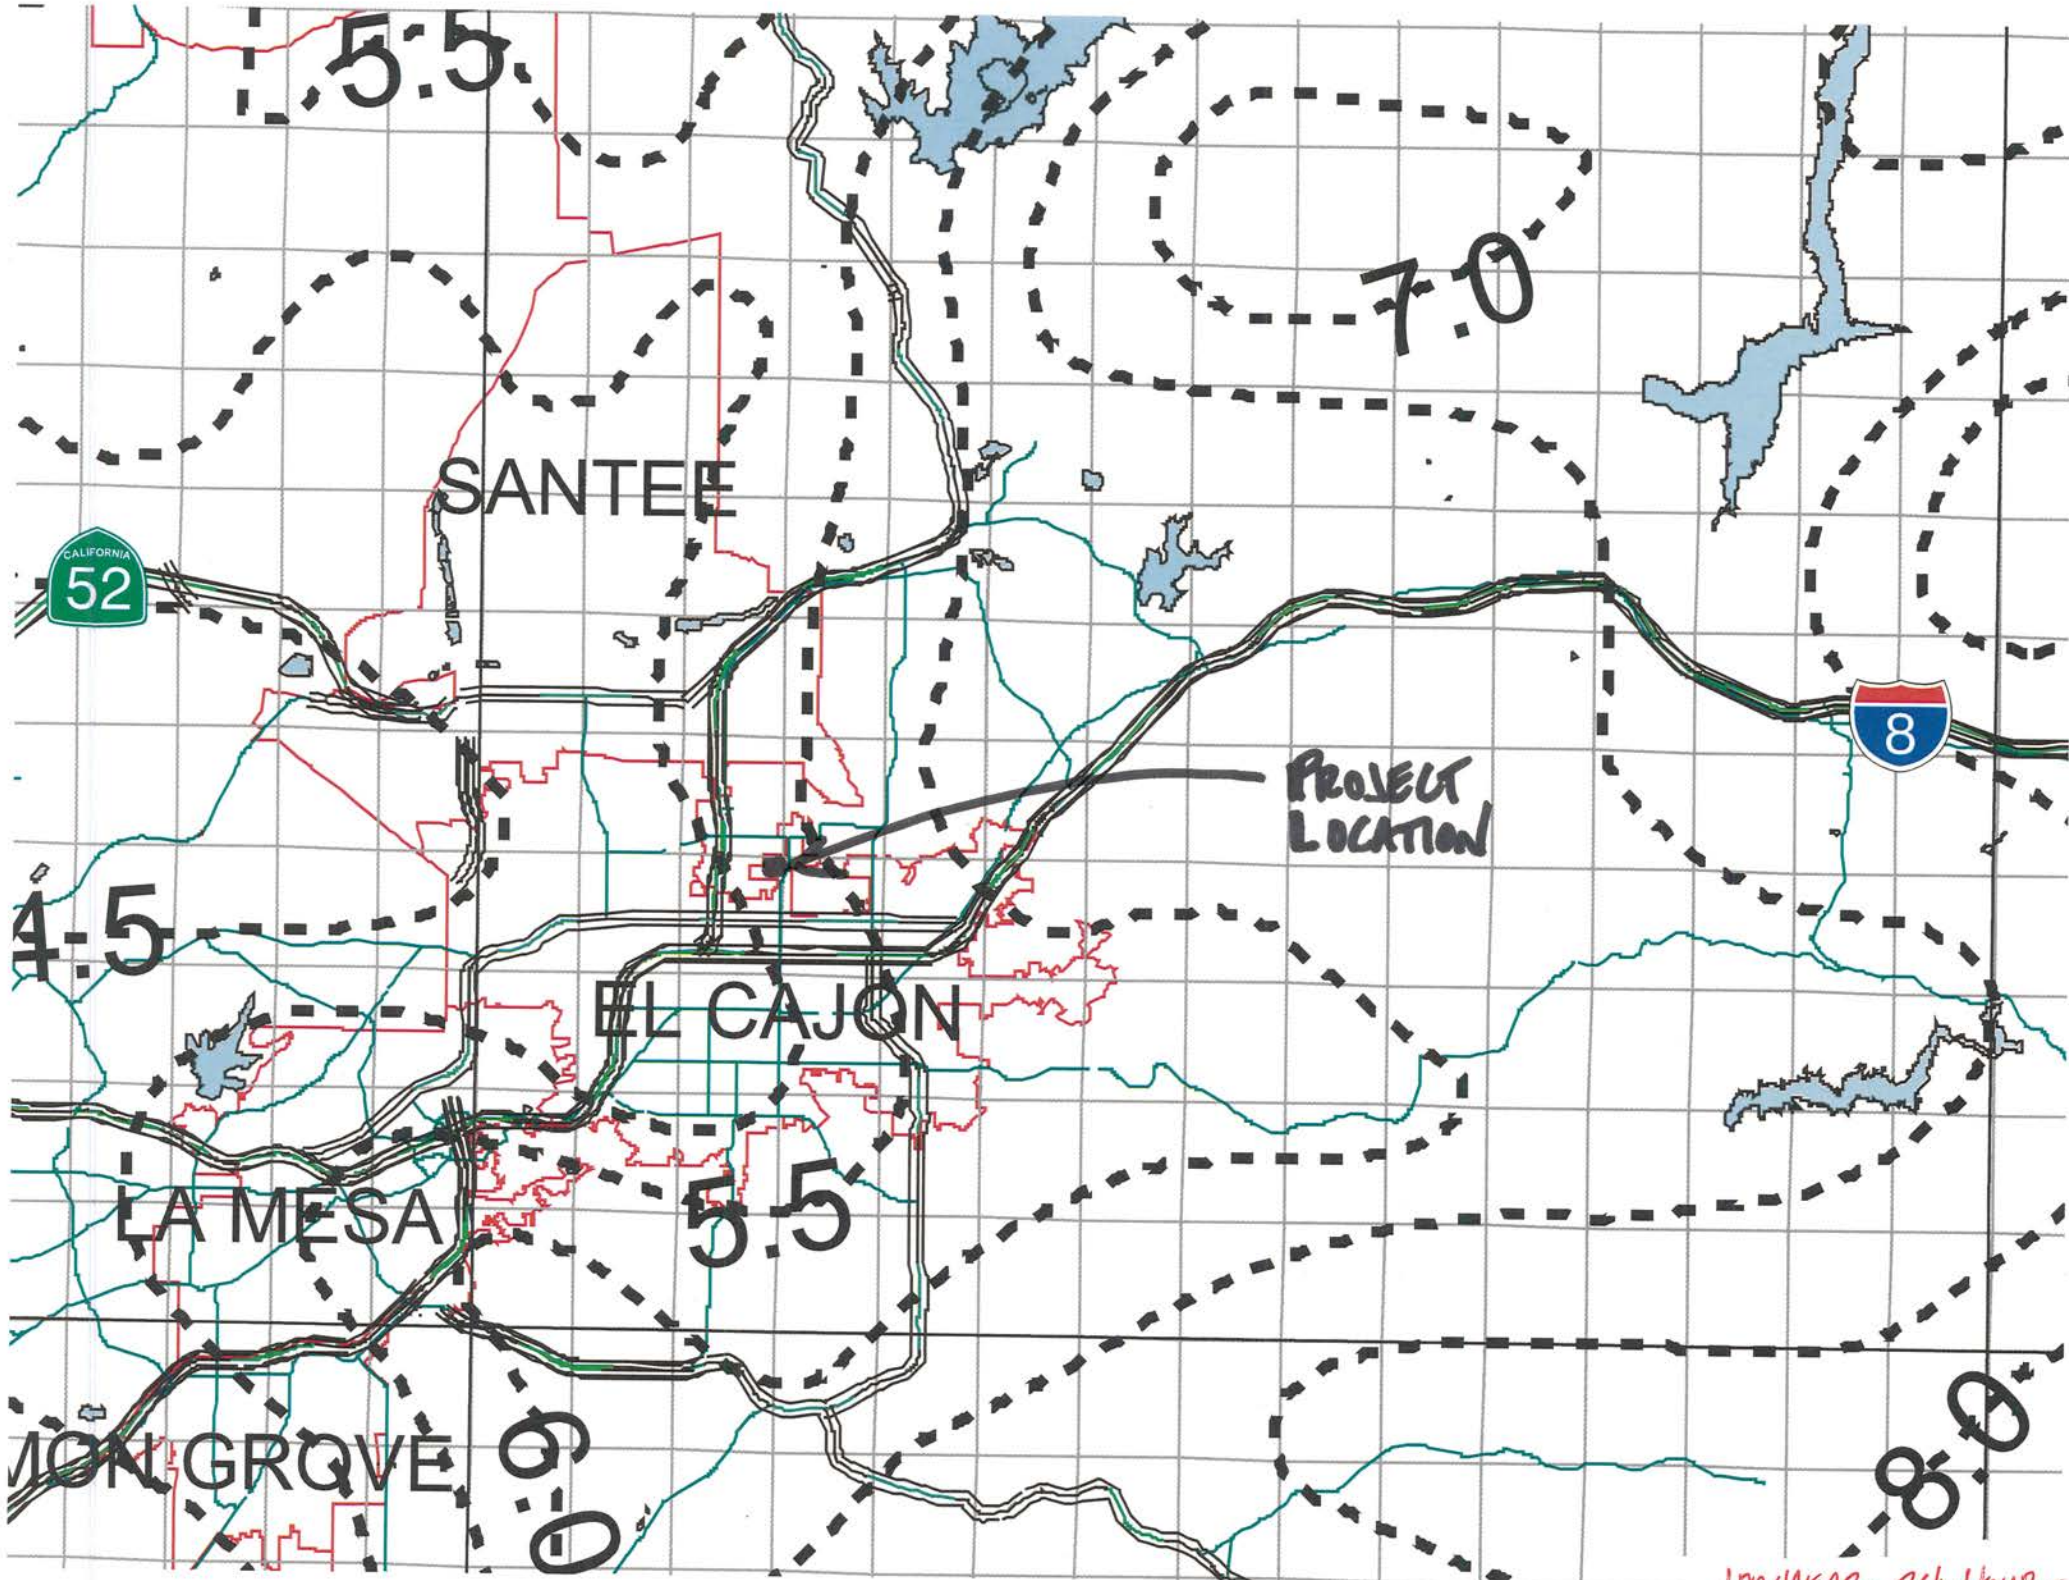 5.5
7.0
SANTEE
CALIFORNIA
52
8
PROJECT
LOCATION
4.5
EL CAJON
LA MESA
5.5
MON GROVE
6.0
8.0